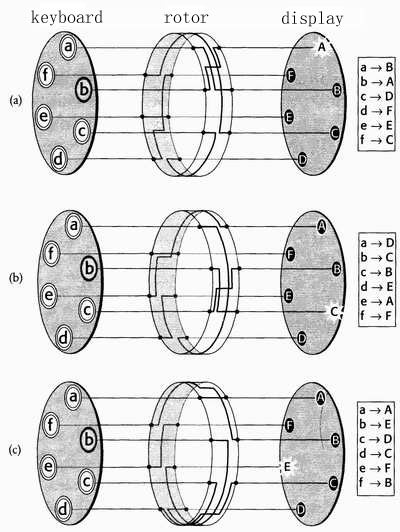 keyboard rotor display
(a)
a
f
b
e
c
d
A
F
B
E
C
D
a → B
b → A
c → D
d → F
e → E
f → C
(b)
a
f
b
e
c
d
A
F
B
E
C
D
a → D
b → C
c → B
d → E
e → A
f → F
(c)
a
f
b
e
c
d
A
F
B
E
C
D
a → A
b → E
c → D
d → C
e → F
f → B